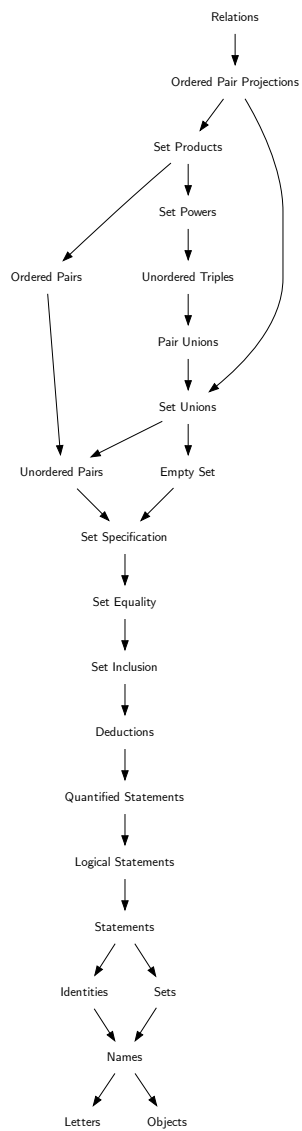 Relations
Ordered Pair Projections
Set Products
Set Powers
Ordered Pairs
Unordered Triples
Pair Unions
Set Unions
Unordered Pairs
Empty Set
Set Specification
Set Equality
Set Inclusion
Deductions
Quantified Statements
Logical Statements
Statements
Identities
Sets
Names
Letters
Objects